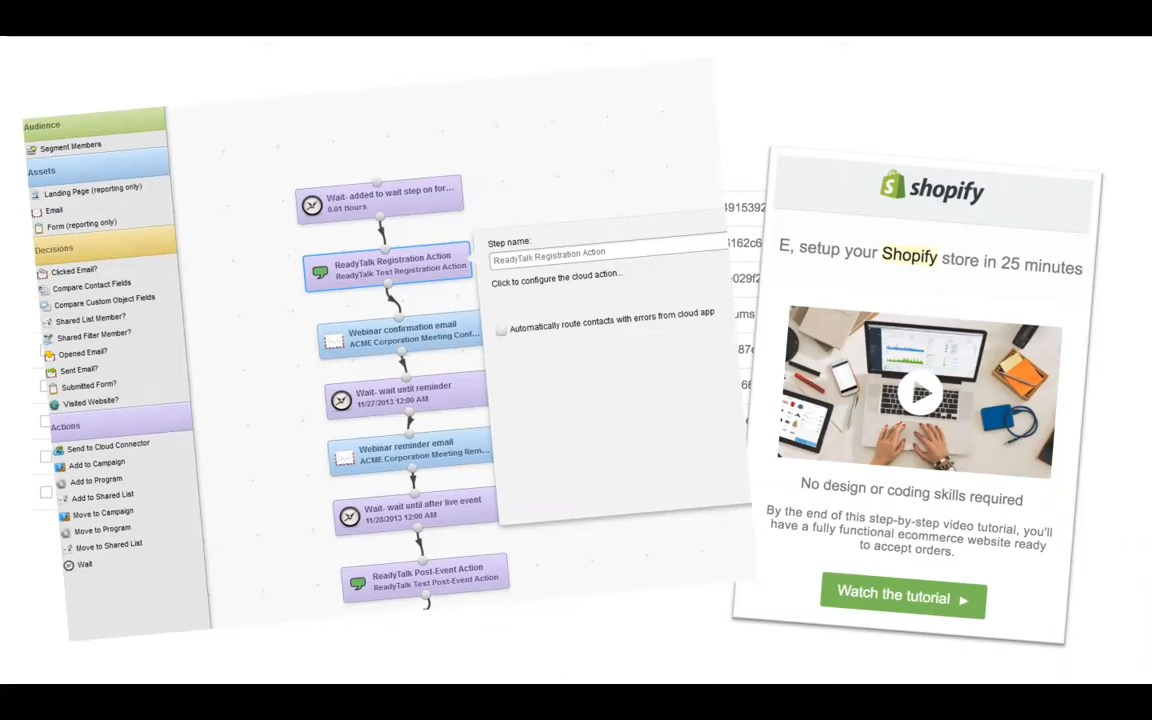 Audience
Segment Members
Assets
Landing Page (reporting only)
Email
Form (reporting only)
Decisions
Clicked Email?
Compare Contact Fields
Compare Custom Object Fields
Shared List Member?
Shared Filter Member?
Opened Email?
Sent Email?
Submitted Form?
Visited Website?
Actions
Send to Cloud Connector
Add to Campaign
Add to Program
Add to Shared List
Move to Campaign
Move to Program
Move to Shared List
Wait
Wait- added to wait step on for...
0.01 Hours
ReadyTalk Registration Action
ReadyTalk Test Registration Action
Webinar confirmation email
ACME Corporation Meeting Conf...
Wait- wait until reminder
11/27/2013 12:00 AM
Webinar reminder email
ACME Corporation Meeting Rem...
Wait- wait until after live event
11/28/2013 12:00 AM
ReadyTalk Post-Event Action
ReadyTalk Test Post-Event Action
Step name:
ReadyTalk Registration Action
Click to configure the cloud action...
Automatically route contacts with errors from cloud app
4915392
shopify
E, setup your Shopify store in 25 minutes
No design or coding skills required
By the end of this step-by-step video tutorial, you'll
have a fully functional ecommerce website ready
to accept orders.
Watch the tutorial